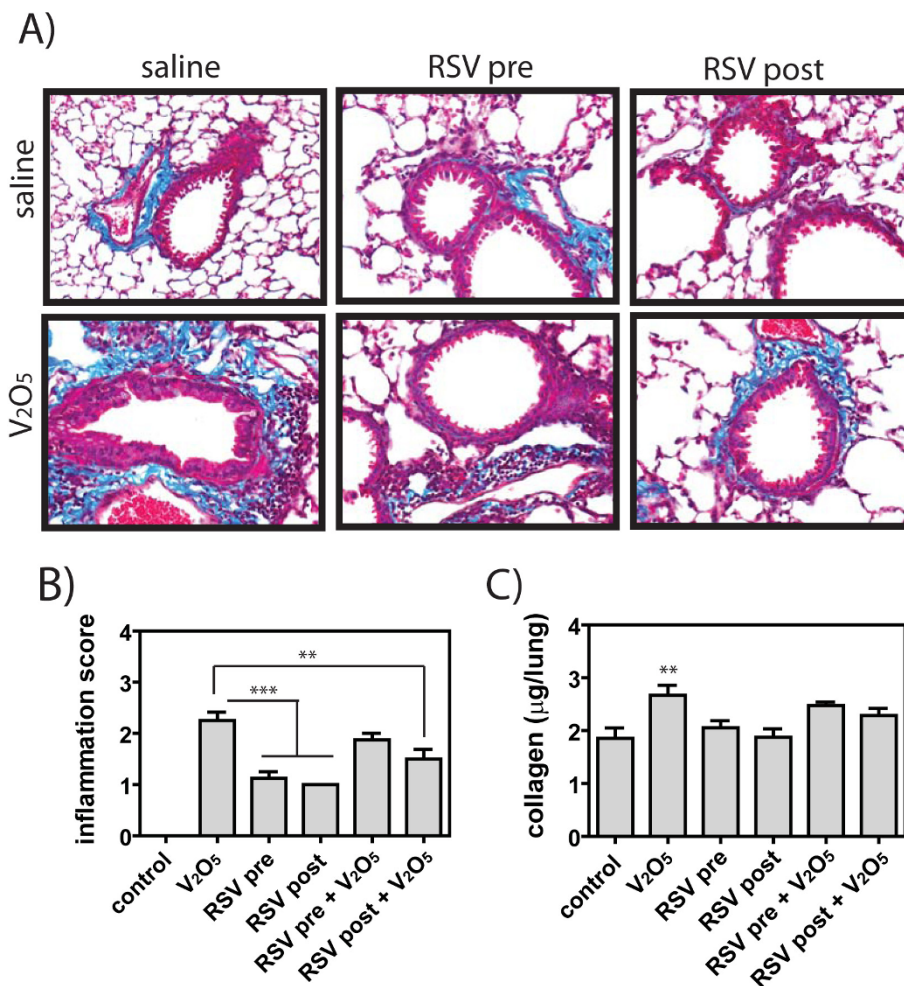 A)
saline
RSV pre
RSV post
saline
V₂O₅
B)
inflammation score
4
3
2
1
0
**
***
control
V₂O₅
RSV pre
RSV post
RSV pre + V₂O₅
RSV post + V₂O₅
C)
collagen (μg/lung)
4
3
2
1
0
**
control
V₂O₅
RSV pre
RSV post
RSV pre + V₂O₅
RSV post + V₂O₅